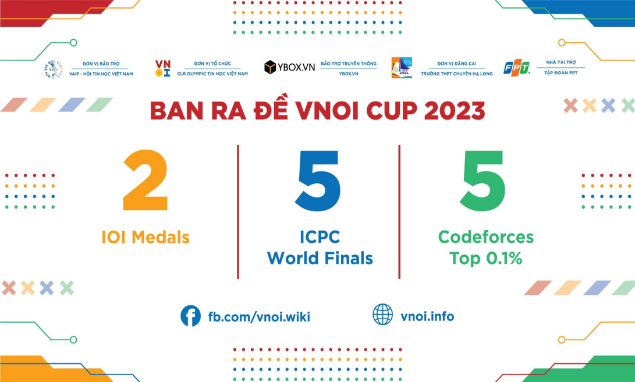 ĐƠN VỊ BẢO TRỢ
VAIP - HỘI TIN HỌC VIỆT NAM
VN
OI
ĐƠN VỊ TỔ CHỨC
CLB OLYMPIC TIN HỌC VIỆT NAM
YBOX.VN
BẢO TRỢ TRUYỀN THÔNG
YBOX.VN
ĐƠN VỊ ĐĂNG CAI
TRƯỜNG THPT CHUYÊN HẠ LONG
FPT
NHÀ TÀI TRỢ
TẬP ĐOÀN FPT
BAN RA ĐỀ VNOI CUP 2023
2
IOI Medals
5
ICPC
World Finals
5
Codeforces
Top 0.1%
fb.com/vnoi.wiki
vnoi.info